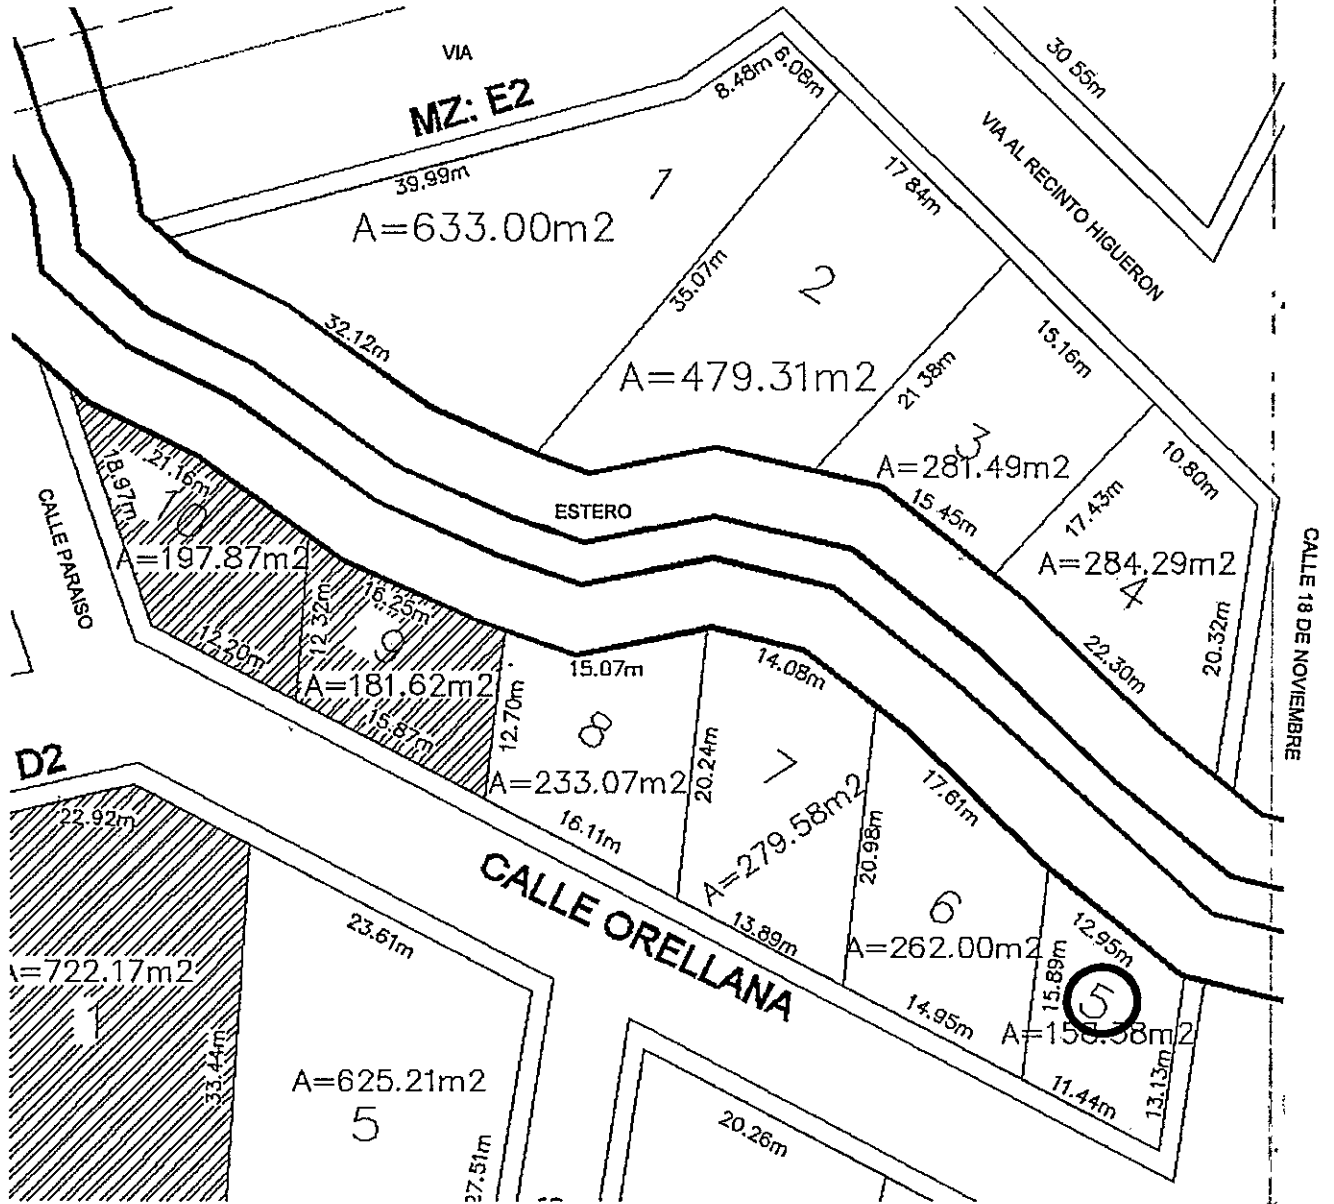 VIA
MZ: E2
8.48m
6.08m
30 55m
VIA AL RECINTO HIGUERON
39.99m
1
A=633.00m2
17 84m
35.07m
2
32.12m
A=479.31m2
21 38m
15.16m
3
A=281.49m2
15 45m
10.80m
17.43m
A=284.29m2
4
20.32m
22.30m
CALLE 18 DE NOVIEMBRE
ESTERO
CALLE PARAISO
18.97m
21.16m
10
A=197.87m2
12.20m
12.32m
16.25m
9
A=181.62m2
15.87m
12.70m
15.07m
8
A=233.07m2
16.11m
20.24m
14.08m
7
A=279.58m2
13.89m
20.98m
17.61m
6
A=262.00m2
14.95m
15.89m
12.95m
5
11.44m
13.13m
D2
22.92m
CALLE ORELLANA
A=722.17m2
1
33.44m
23.61m
A=625.21m2
5
27.51m
20.26m